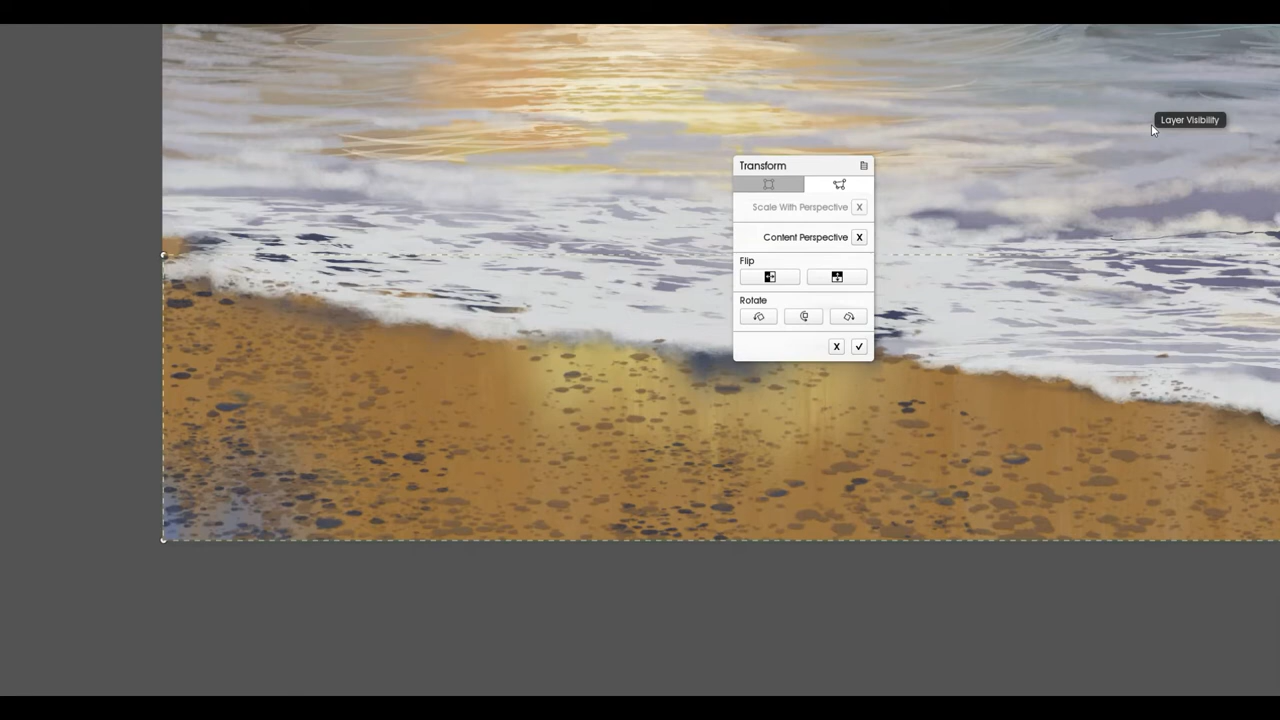 Layer Visibility
Transform
Scale With Perspective X
Content Perspective X
Flip
Rotate
X